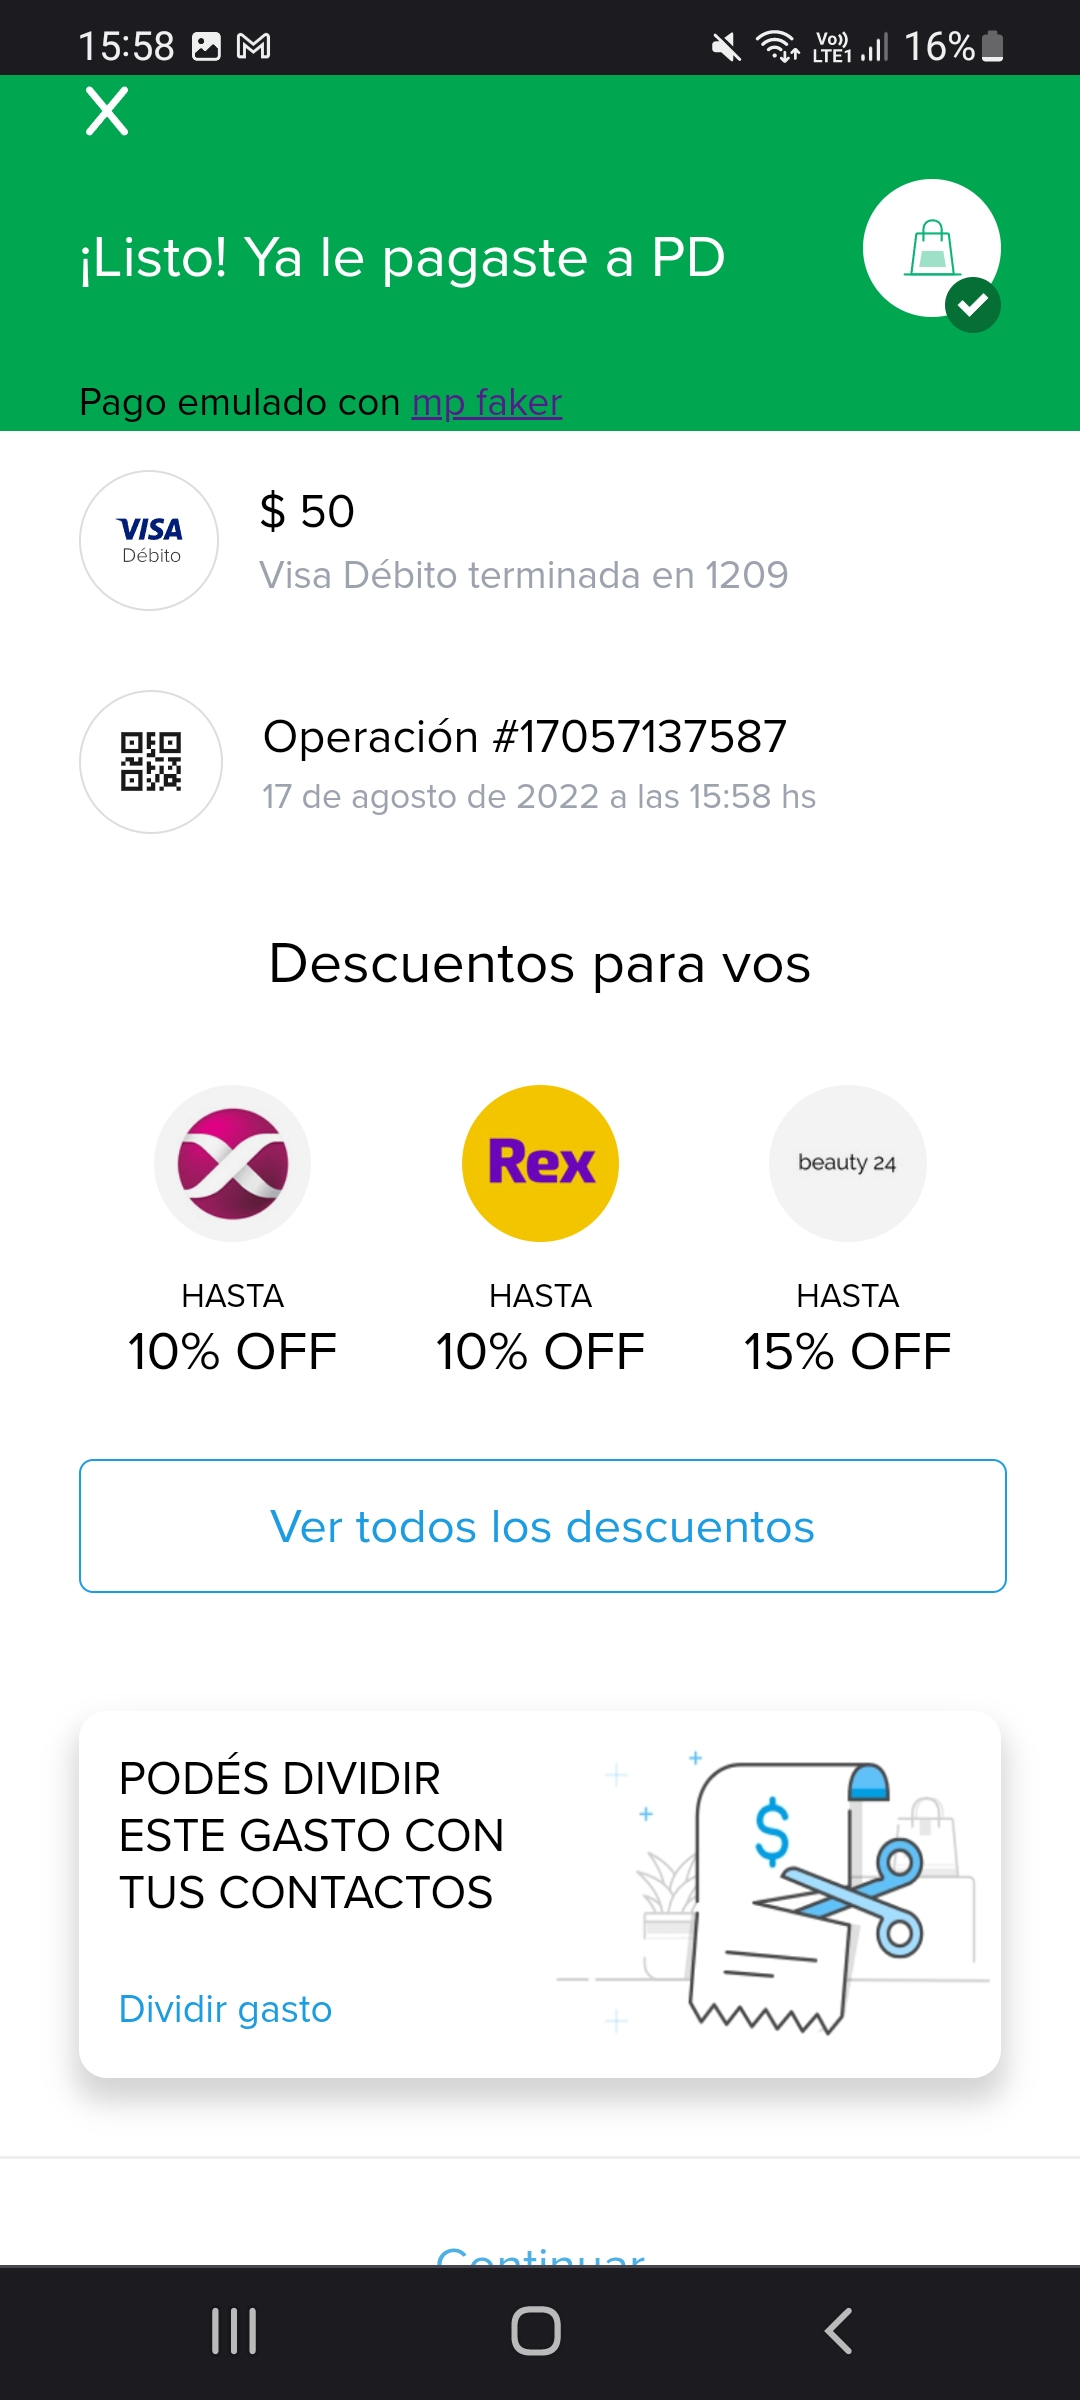 15:58
Vo))
LTE1
16%
¡Listo! Ya le pagaste a PD
Pago emulado con mp faker
VISA
Débito
$ 50
Visa Débito terminada en 1209
Operación #17057137587
17 de agosto de 2022 a las 15:58 hs
Descuentos para vos
Rex
beauty 24
HASTA HASTA HASTA
10% OFF 10% OFF 15% OFF
Ver todos los descuentos
PODÉS DIVIDIR
ESTE GASTO CON
TUS CONTACTOS
$
Dividir gasto
Continuar